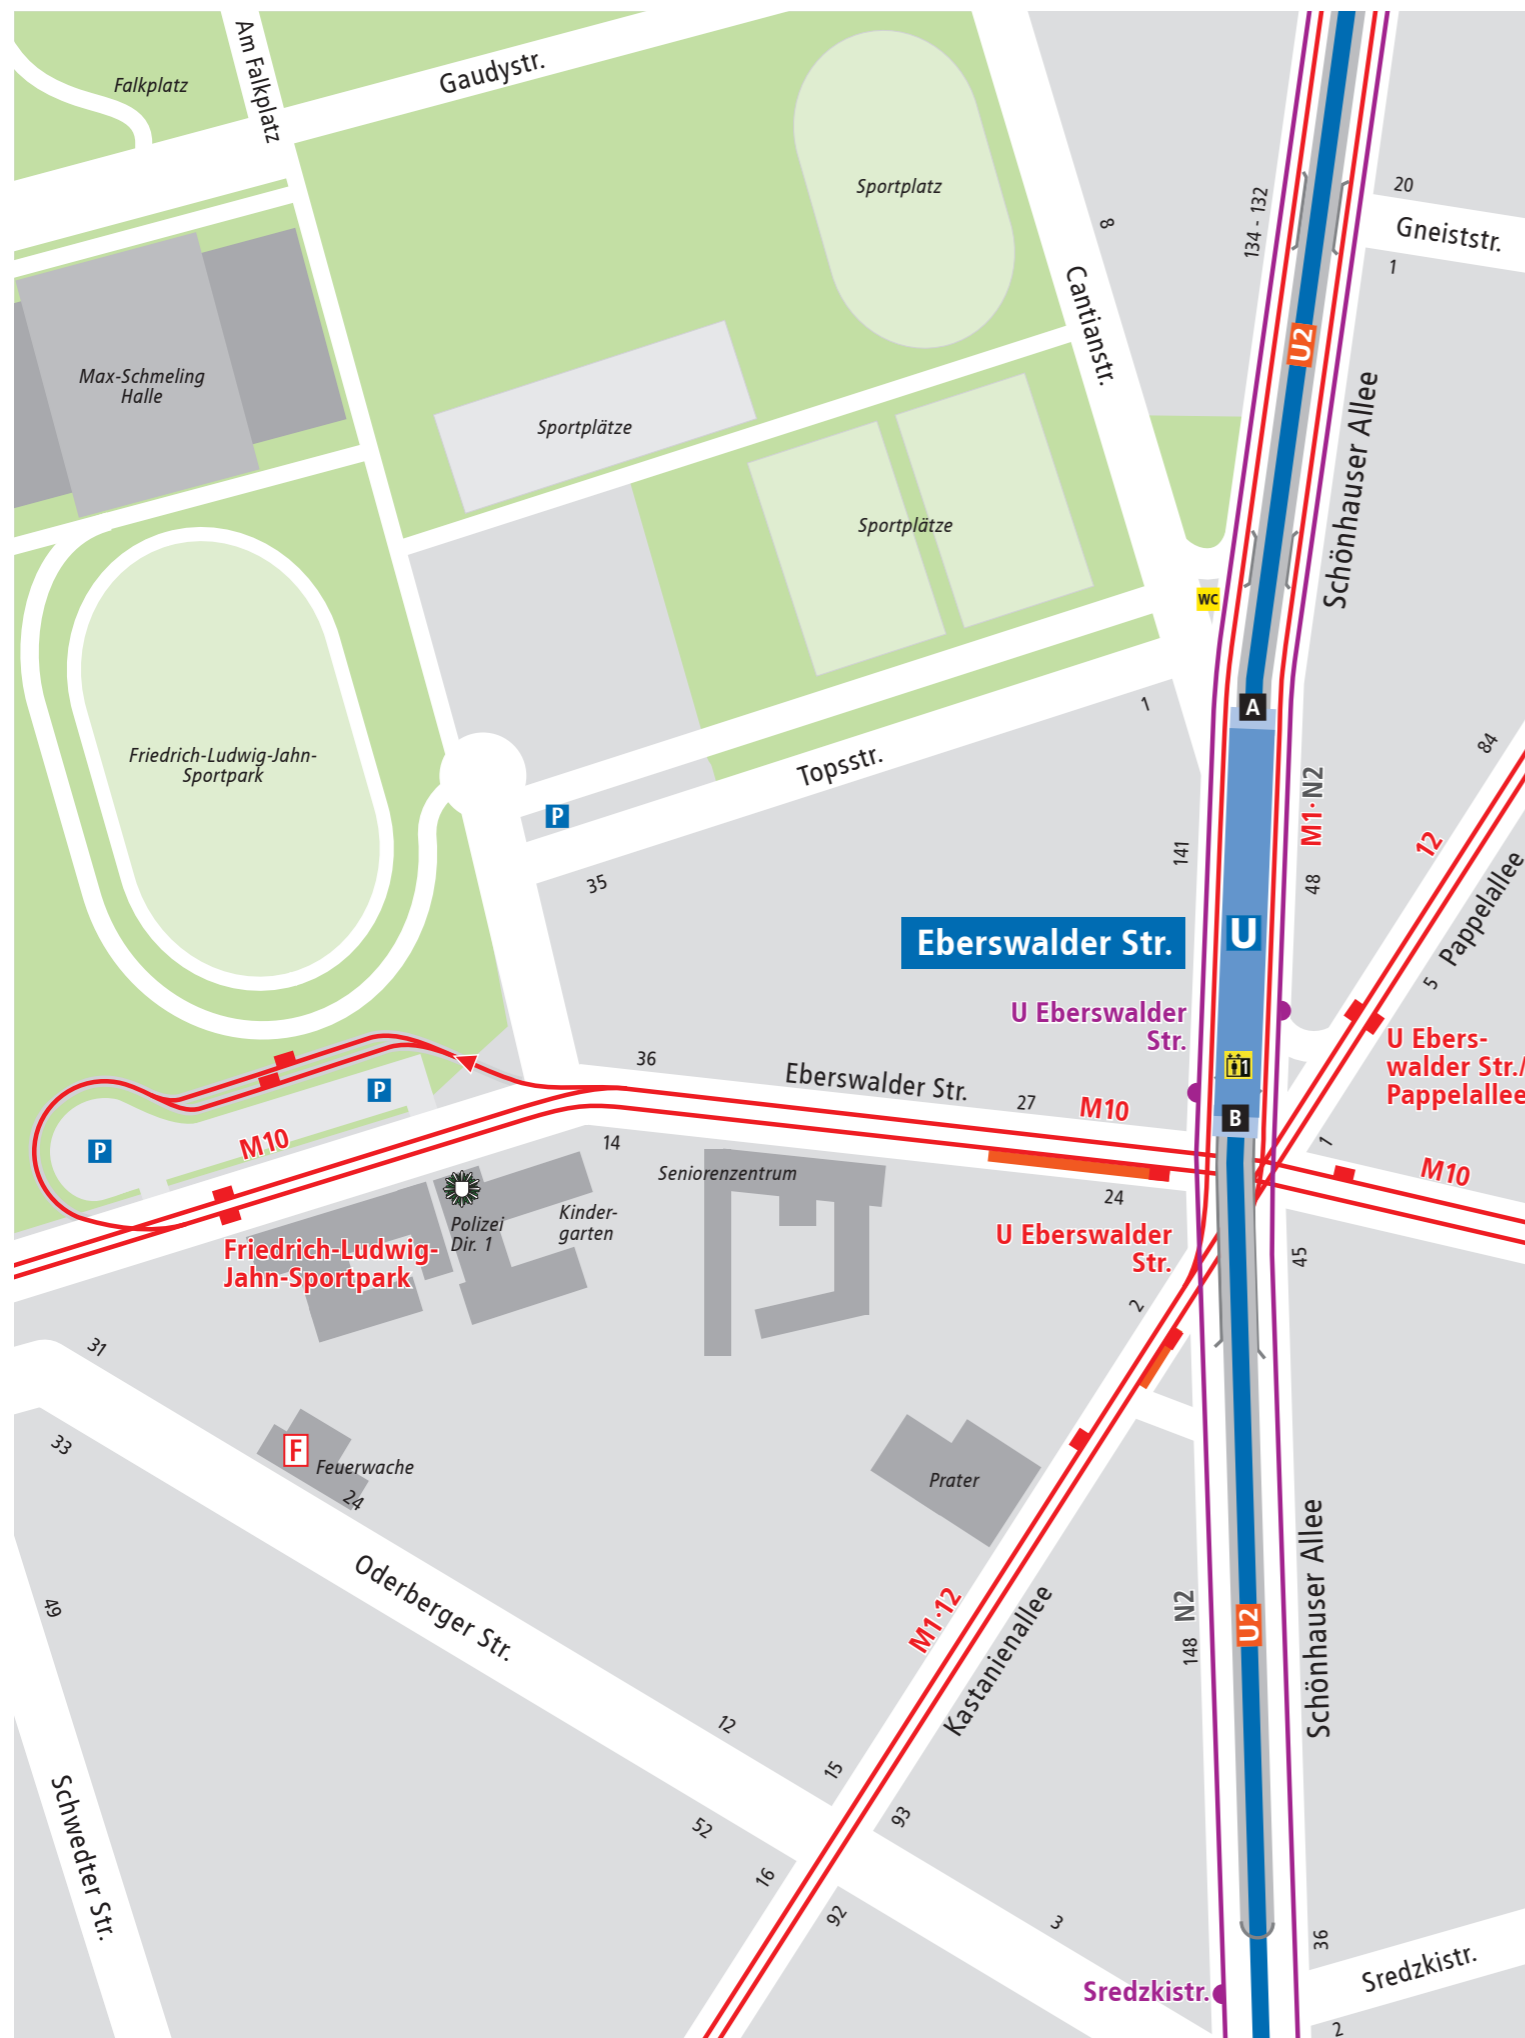 Falkplatz
Am Falkplatz
Gaudystr.
Sportplatz
8
134 - 132
20
Gneiststr.
1
Cantianstr.
U2
Max-Schmeling
Halle
Sportplätze
Sportplätze
Schönhauser Allee
WC
A
1
Friedrich-Ludwig-Jahn-
Sportpark
Topsstr.
P
35
141
M1·N2
48
84
12
Pappelallee
5
Eberswalder Str.
U
U Eberswalder
Str.
U Ebers-
walder Str./
Pappelallee
36
Eberswalder Str.
27
M10
1
B
1
M10
P
P
M10
14
Seniorenzentrum
24
Polizei
Dir. 1
Kinder-
garten
Friedrich-Ludwig-
Jahn-Sportpark
U Eberswalder
Str.
45
2
31
33
F
Feuerwache
24
Prater
49
Oderberger Str.
M1·12
Kastanienallee
N2
148
U2
Schönhauser Allee
12
15
93
52
16
92
3
Schwedter Str.
36
Sredzkistr.
Sredzkistr.
2